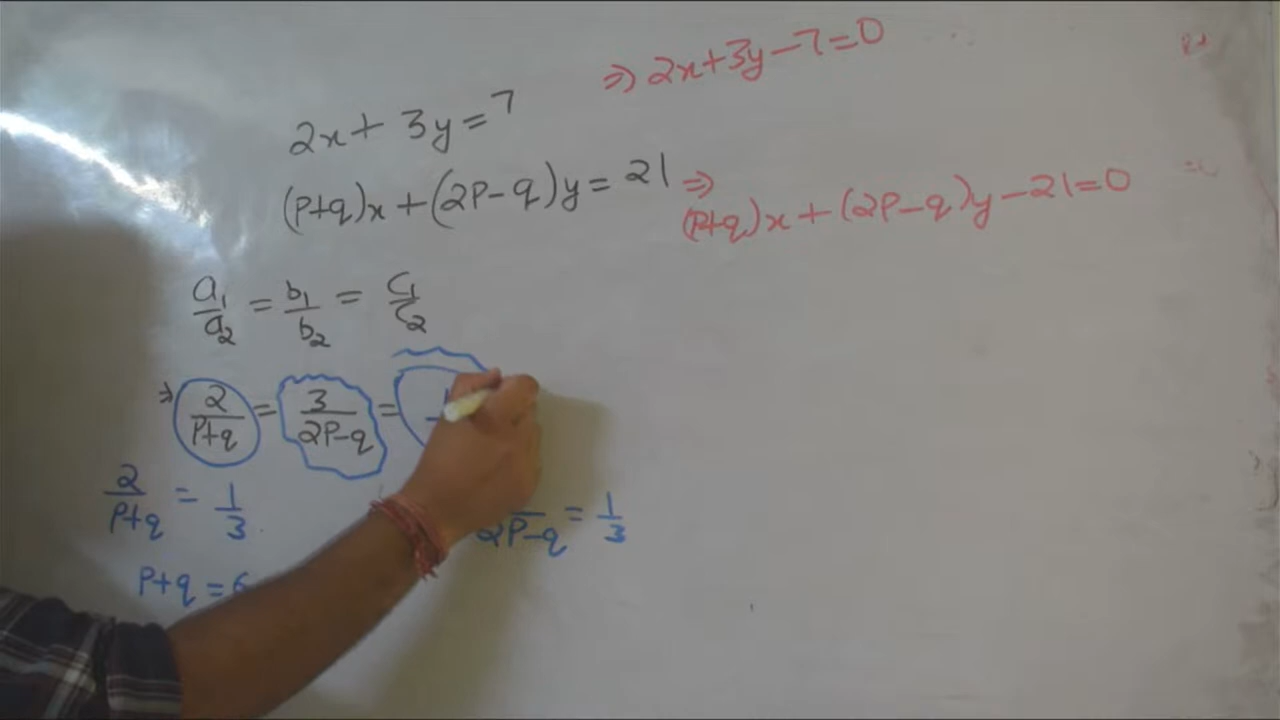 2x + 3y = 7
⇒ 2x+3y-7=0
(P+q)x + (2P-q)y = 21
⇒ (P+q)x + (2P-q)y - 21=0
a₁/a₂ = b₁/b₂ = c₁/c₂
⇒ 2/P+q = 3/2P-q =
2/P+q = 1/3
2P-q = 1/3
P+q = 6